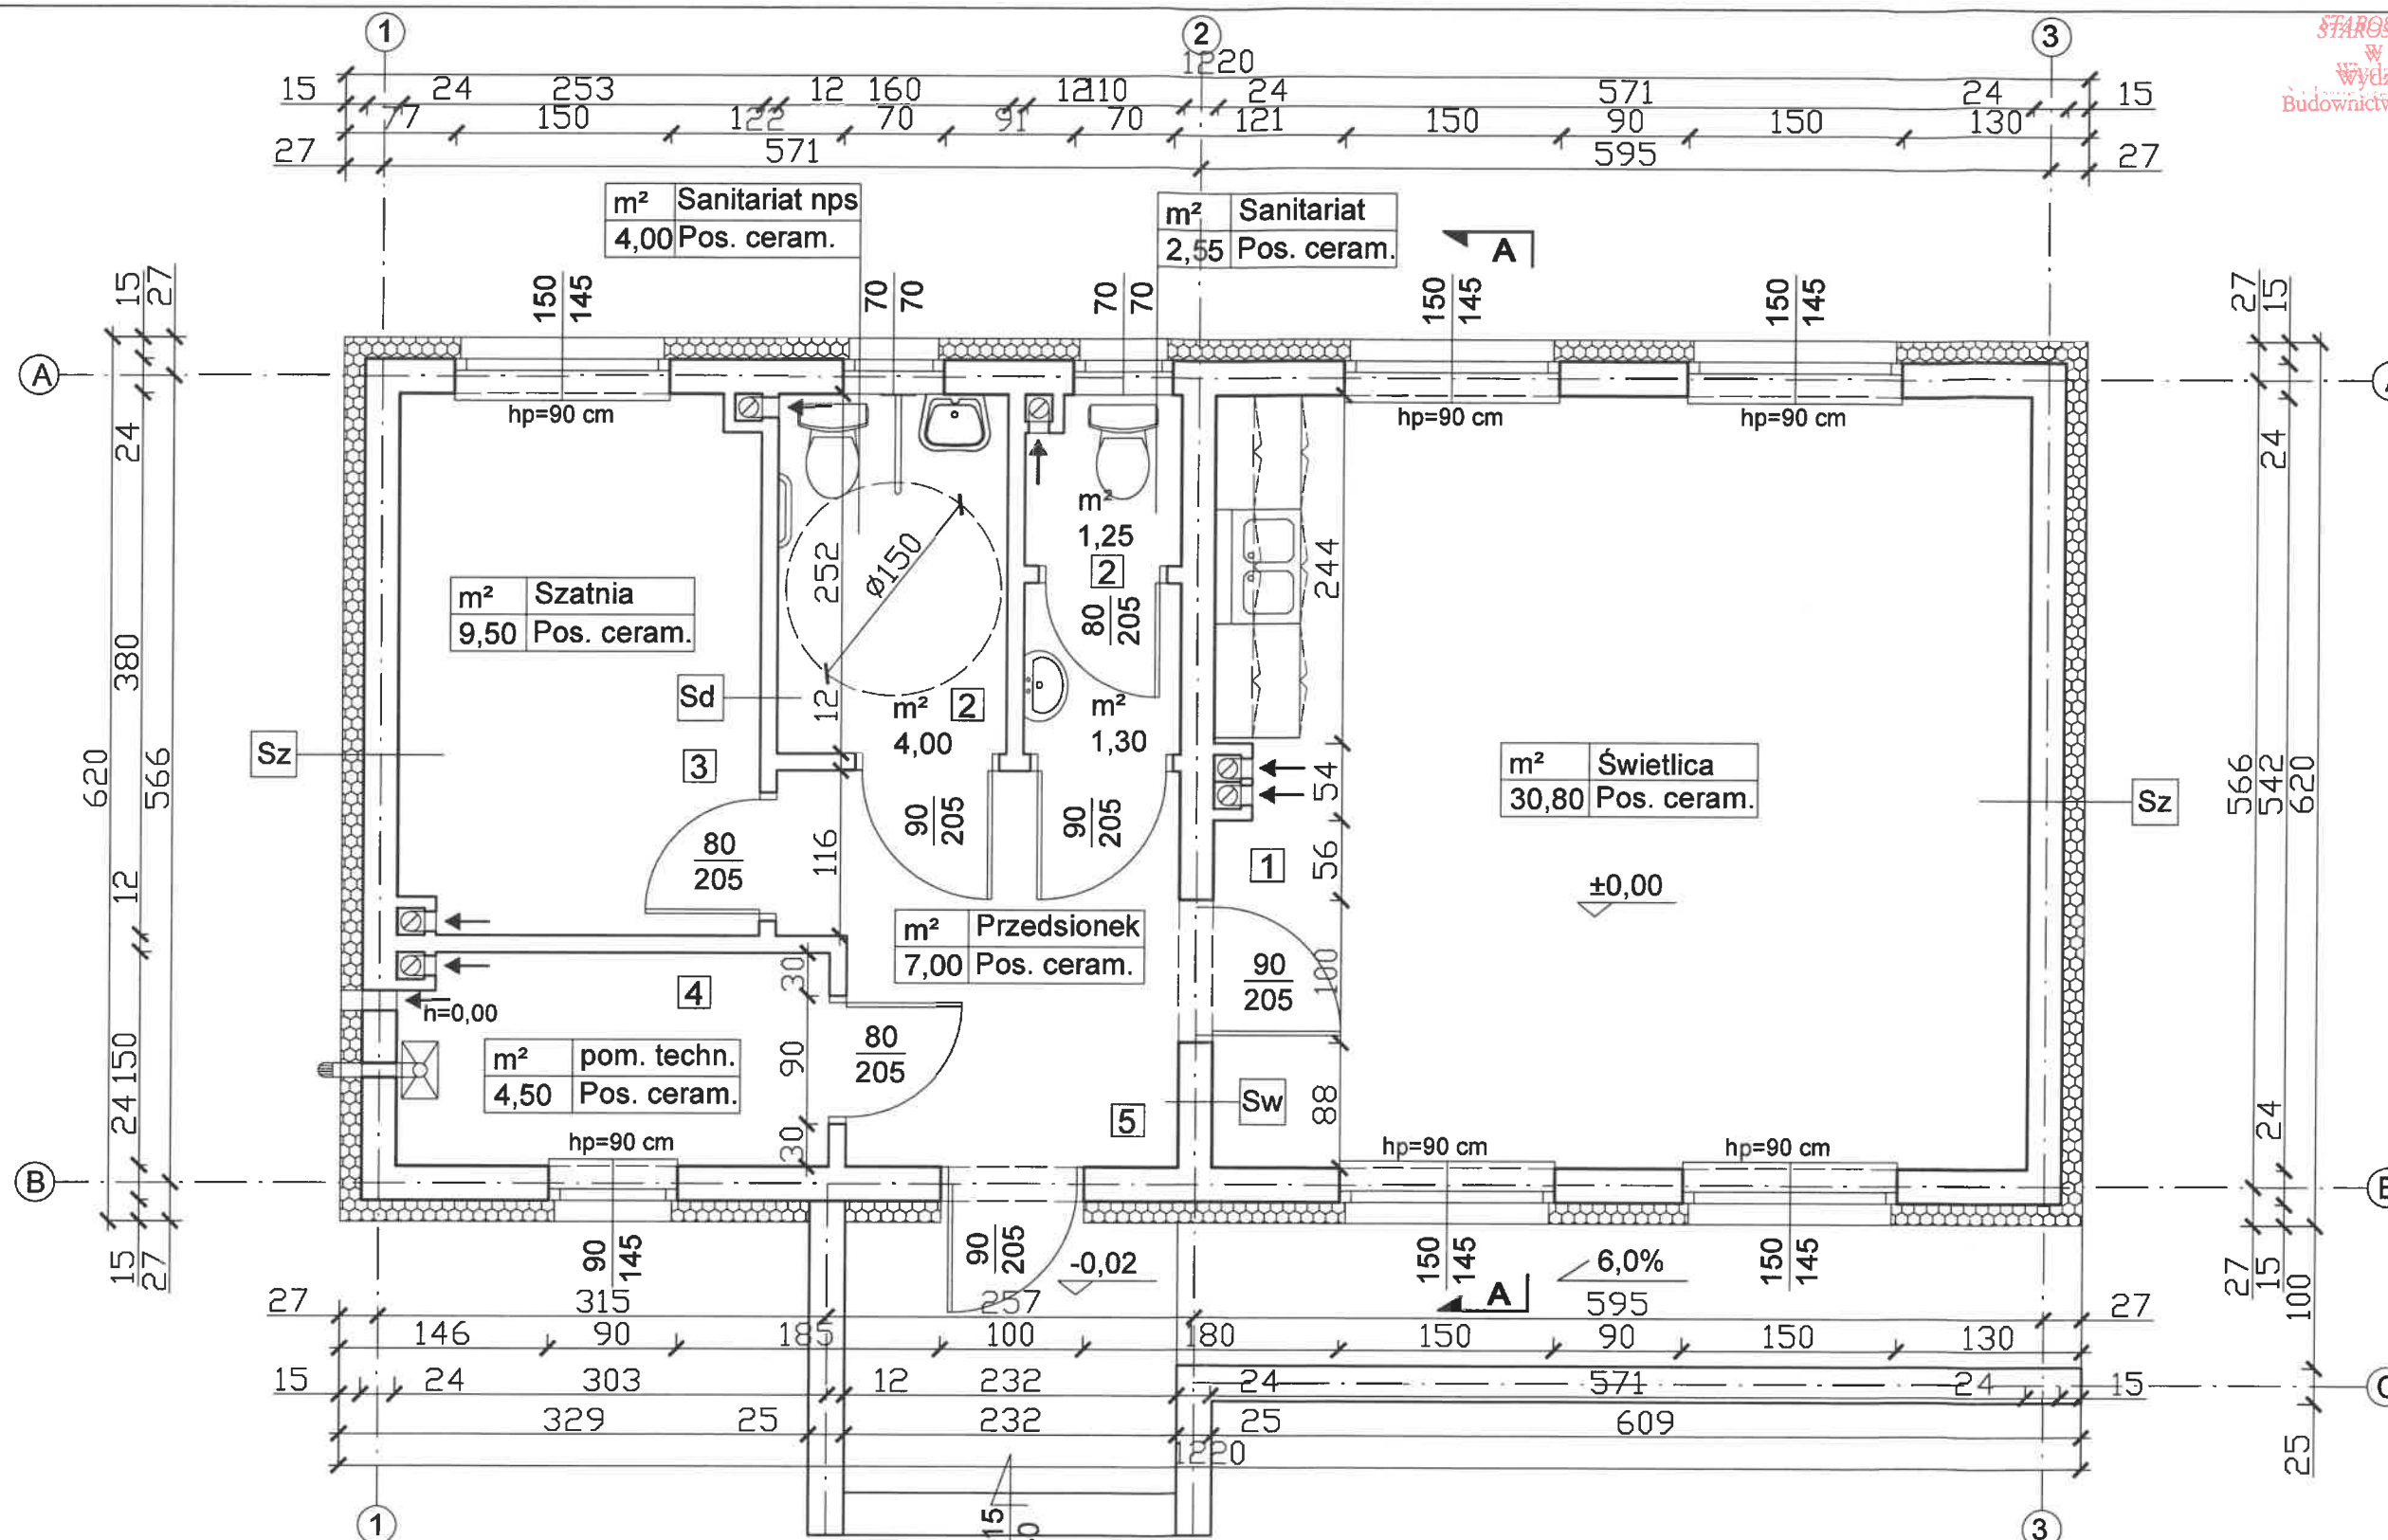 1
2
3
STAROS
W
Wydz
Budownictw
1220
15 24 253 12 160 12 110 24 571 24 15
77 150 122 70 91 70 121 150 90 150 130
27 571 595 27
m² Sanitariat nps
4,00 Pos. ceram.
m² Sanitariat
2,55 Pos. ceram.
A
150 145
70 70
70 70
150 145
150 145
15 27
27 15
A
hp=90 cm
hp=90 cm
hp=90 cm
24
24
m²
1,25
2
80
205
252
Ø150
244
m² Szatnia
9,50 Pos. ceram.
380
Sd
12
m² 2
4,00
m²
1,30
Sz
3
620 566
54
m² Świetlica
30,80 Pos. ceram.
566 542 620
Sz
90
205
90
205
80
205
116
12
1
56
±0,00
m² Przedsionek
7,00 Pos. ceram.
30
4
h=0,00
90
205
100
m² pom. techn.
4,50 Pos. ceram.
80
205
90
150
24
5
Sw
88
24
30
hp=90 cm
hp=90 cm
hp=90 cm
B
15 27
90 145
90
205
-0,02
150 145
6,0%
150 145
27 15
100
A
27 315 257 595 27
146 90 185 100 180 150 90 150 130
15 24 303 12 232 24 571 24 15
329 25 232 25 609
1220
25
15
1
3